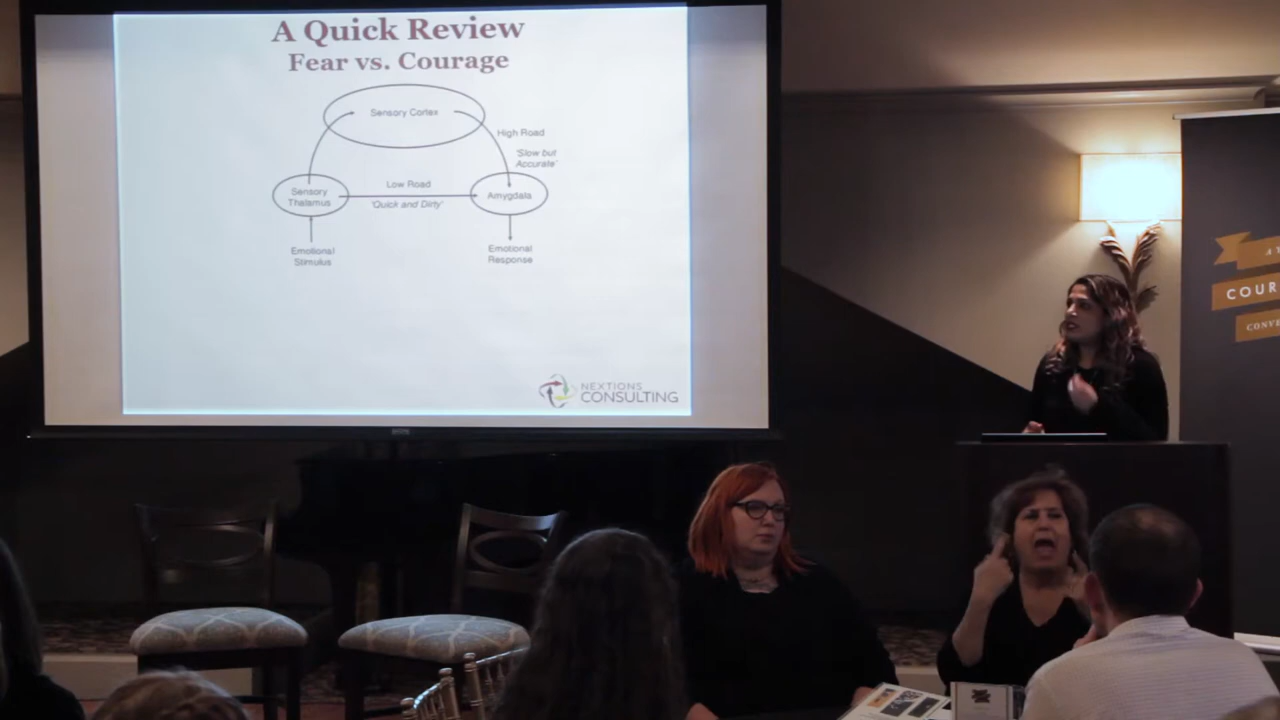 A Quick Review
Fear vs. Courage
Sensory Cortex
High Road
'Slow but
Accurate'
Sensory
Thalamus
Low Road
'Quick and Dirty'
Amygdala
Emotional
Stimulus
Emotional
Response
NEXTIONS
CONSULTING
A
COUR
CONVE